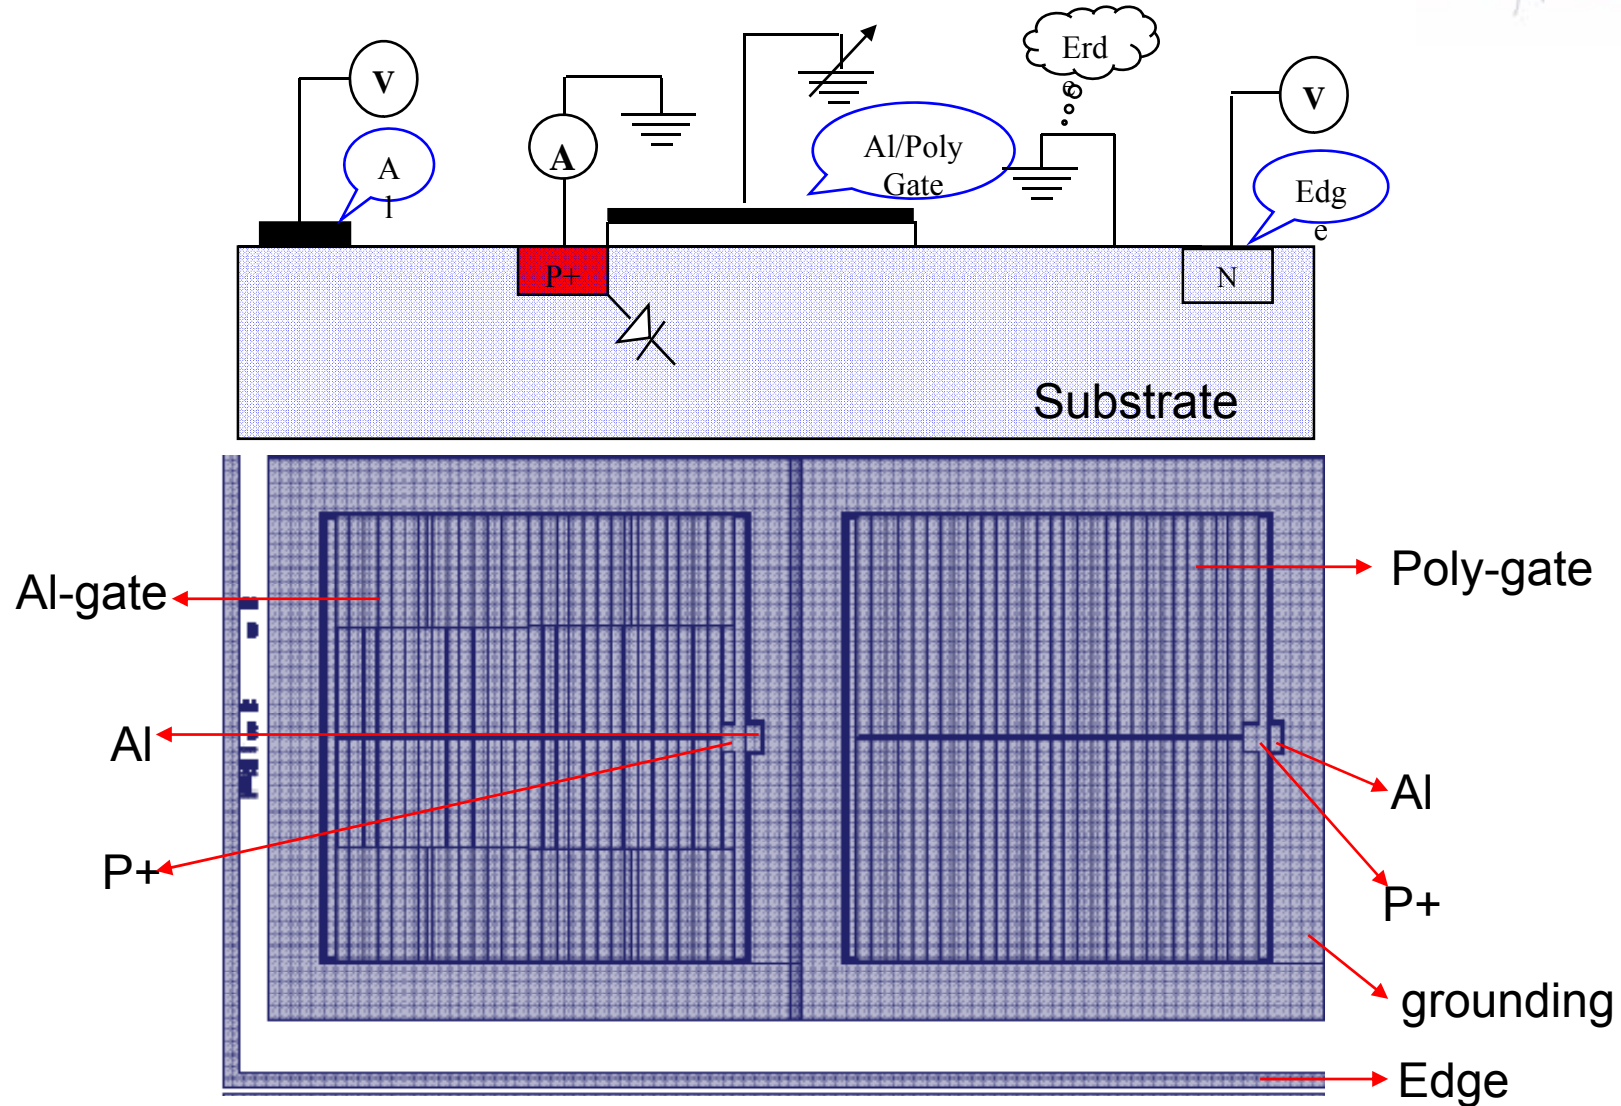 V
A
l
A
Al/Poly
Gate
Erd
e
V
Edg
e
P+
N
Substrate
Al-gate
Poly-gate
Al
Al
P+
P+
grounding
Edge